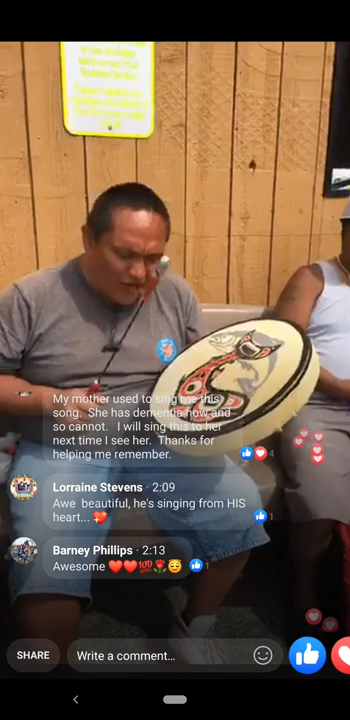 My mother used to sing me this
song.  She has dementia now and
so cannot.  I will sing this to her
next time I see her.  Thanks for
helping me remember.
4
Lorraine Stevens · 2:09
Awe  beautiful, he's singing from HIS
heart... 💖
1
Barney Phillips · 2:13
Awesome ❤️❤️💯🌹😇
1
SHARE
Write a comment...